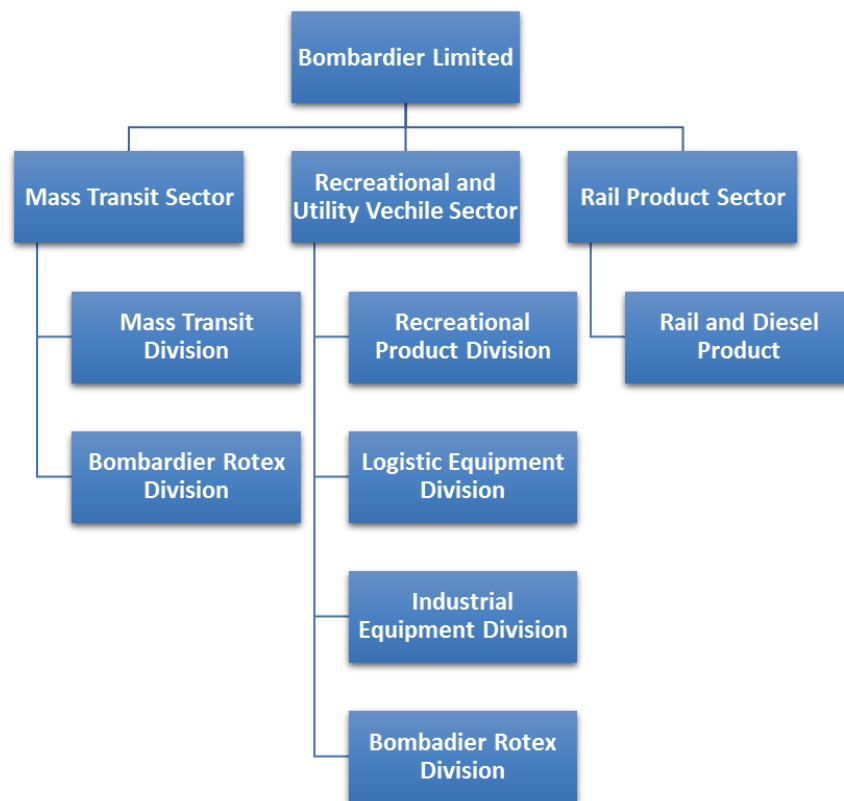 Bombardier Limited
Mass Transit Sector
Recreational and
Utility Vechile Sector
Rail Product Sector
Mass Transit
Division
Bombardier Rotex
Division
Recreational
Product Division
Logistic Equipment
Division
Industrial
Equipment Division
Bombadier Rotex
Division
Rail and Diesel
Product